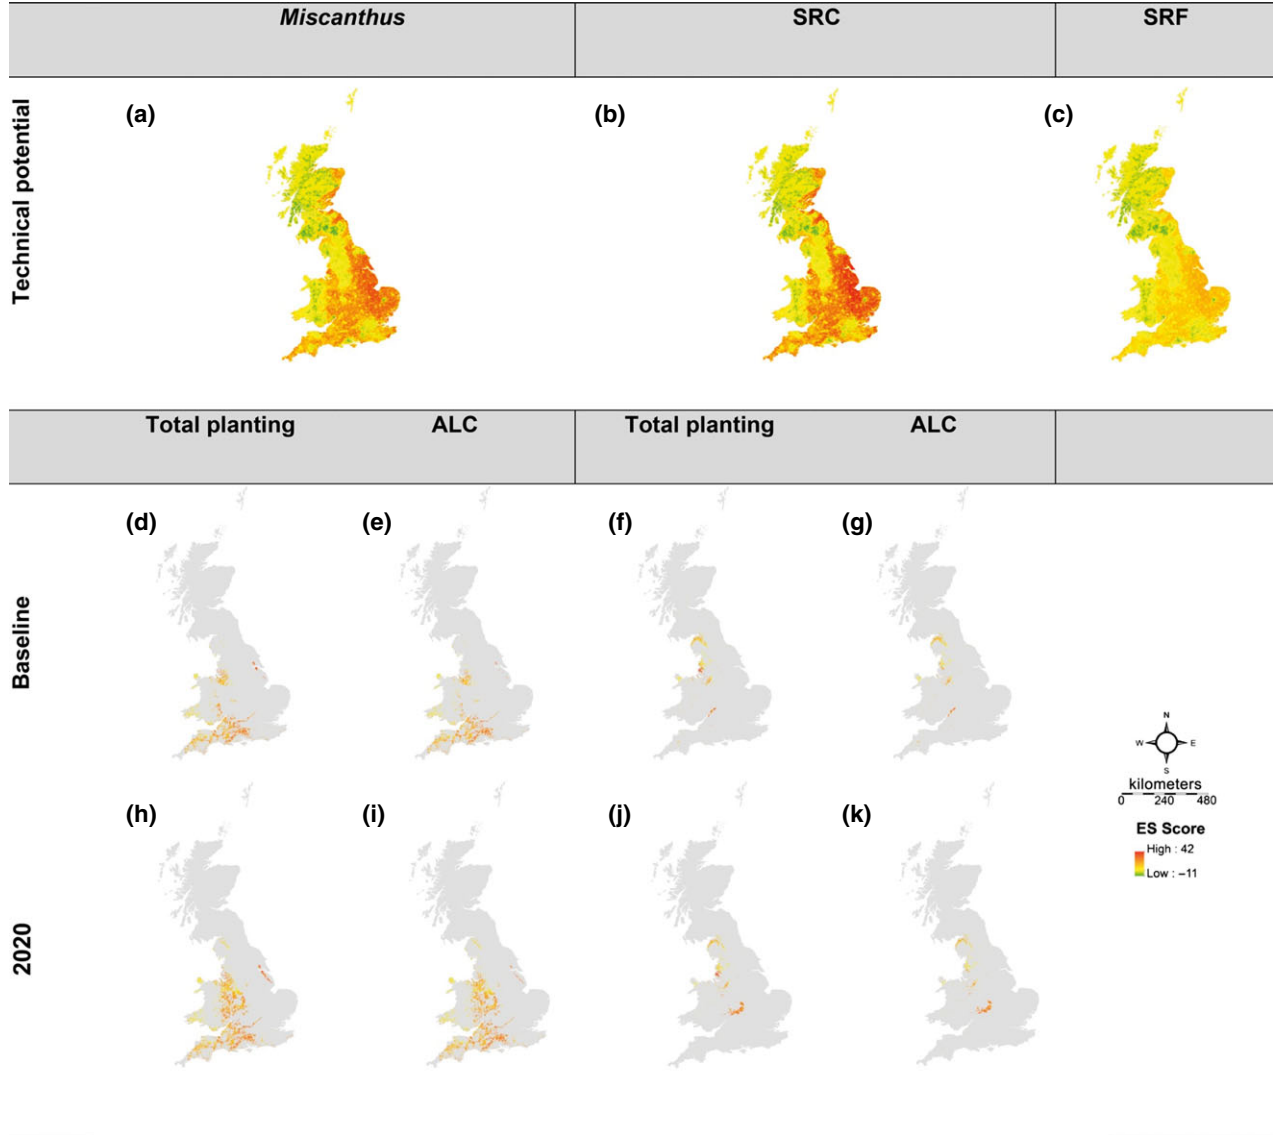 Miscanthus SRC SRF
Technical potential
(a) (b) (c)
Total planting ALC Total planting ALC
Baseline
(d) (e) (f) (g)
2020
(h) (i) (j) (k)
N
W E
S
kilometers
0 240 480
ES Score
High : 42
Low : –11